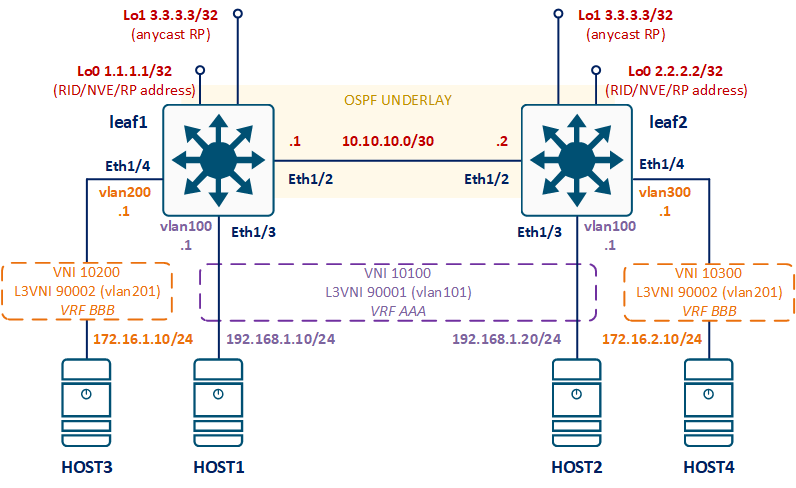 Lo1 3.3.3.3/32
(anycast RP)
Lo1 3.3.3.3/32
(anycast RP)
Lo0 1.1.1.1/32
(RID/NVE/RP address)
Lo0 2.2.2.2/32
(RID/NVE/RP address)
OSPF UNDERLAY
leaf1
leaf2
.1
10.10.10.0/30
.2
Eth1/4
Eth1/2
Eth1/2
Eth1/4
vlan200
.1
vlan300
.1
vlan100
.1
Eth1/3
Eth1/3
vlan100
.1
VNI 10200
L3VNI 90002 (vlan201)
VRF BBB
VNI 10100
L3VNI 90001 (vlan101)
VRF AAA
VNI 10300
L3VNI 90002 (vlan201)
VRF BBB
172.16.1.10/24
192.168.1.10/24
192.168.1.20/24
172.16.2.10/24
HOST3
HOST1
HOST2
HOST4